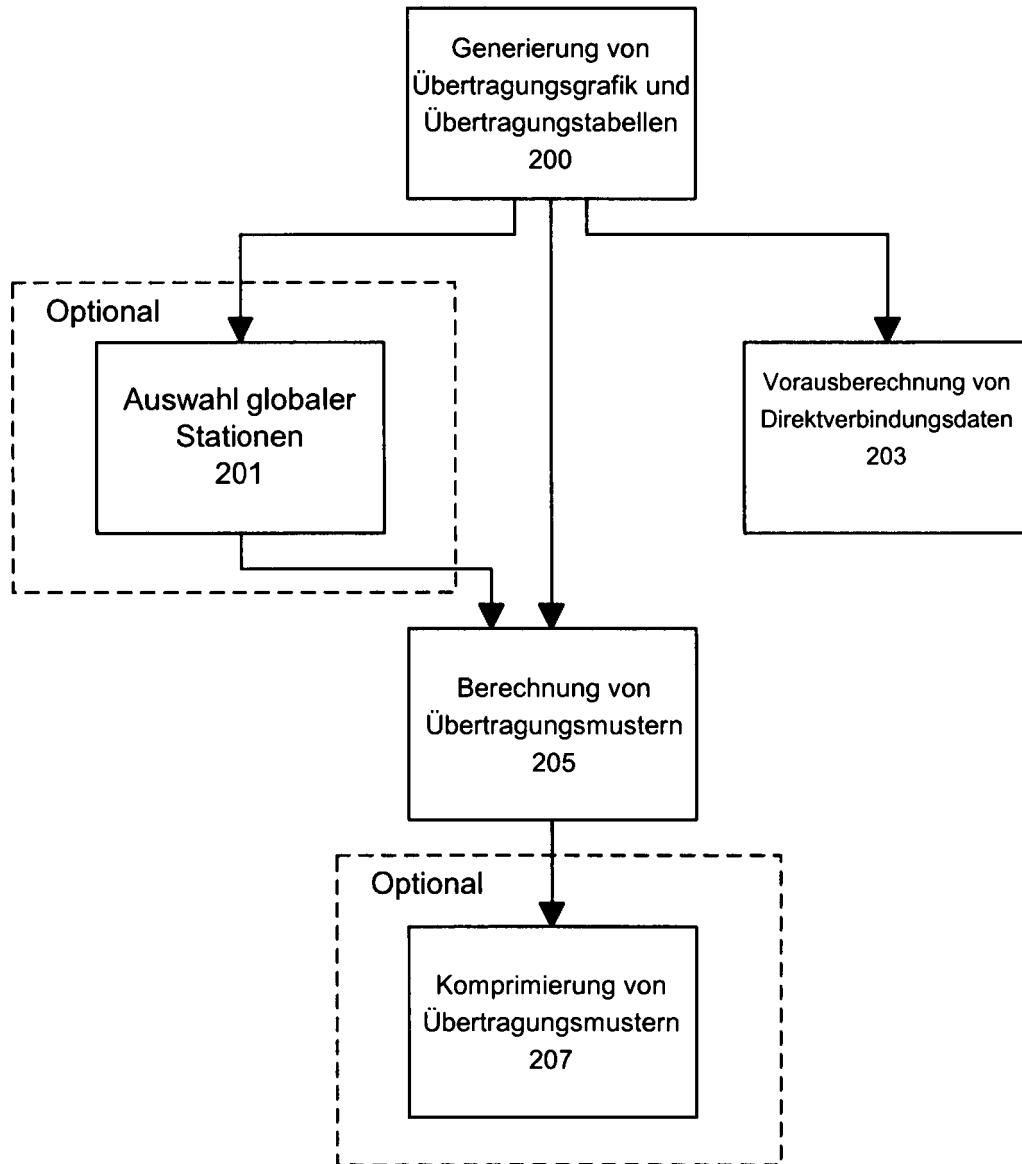 Generierung von
Übertragungsgrafik und
Übertragungstabellen
200
Optional
Auswahl globaler
Stationen
201
Vorausberechnung von
Direktverbindungsdaten
203
Berechnung von
Übertragungsmustern
205
Optional
Komprimierung von
Übertragungsmustern
207